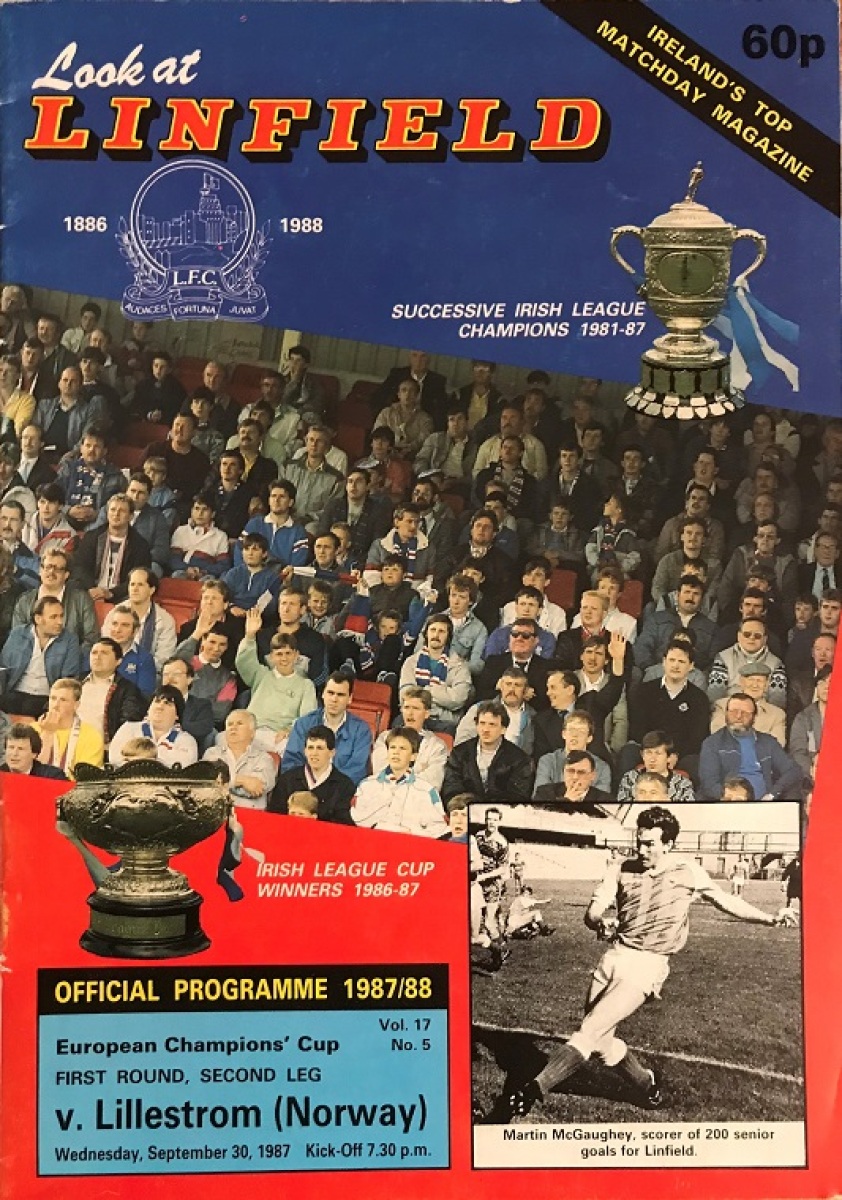 Look at
LINFIELD
60p
IRELAND'S TOP
MATCHDAY MAGAZINE
1886
1988
L.F.C.
AUDACES FORTUNA JUVAT
SUCCESSIVE IRISH LEAGUE
CHAMPIONS 1981-87
IRISH LEAGUE CUP
WINNERS 1986-87
OFFICIAL PROGRAMME 1987/88
Vol. 17
European Champions' Cup No. 5
FIRST ROUND, SECOND LEG
v. Lillestrom (Norway)
Wednesday, September 30, 1987 Kick-Off 7.30 p.m.
Martin McGaughey, scorer of 200 senior
goals for Linfield.